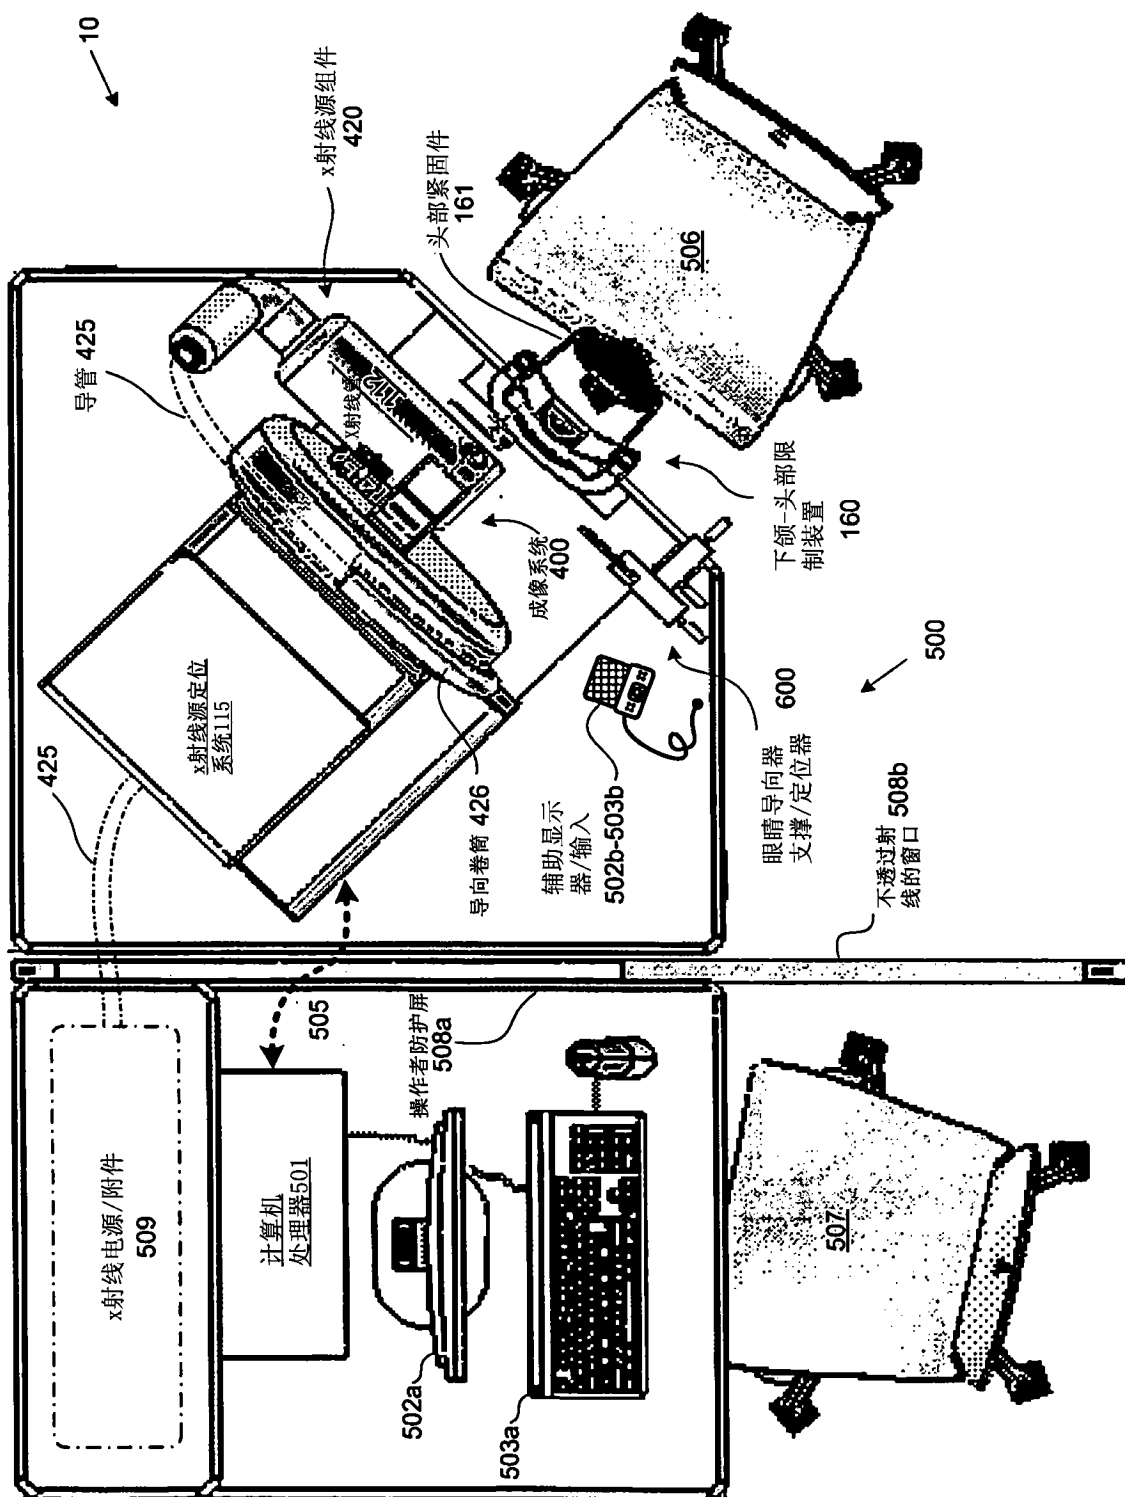 10
x射线源组件
420
头部紧固件
161
506
导管 425
x射线管
112
下颌-头部限
制装置
160
成像系统
400
500
x射线源定位
系统115
425
导向卷筒 426
辅助显示
器/输入
502b-503b
600
眼睛导向器
支撑/定位器
不透过射
线的窗口
508b
505
操作者防护屏
508a
x射线电源/附件
509
计算机
处理器501
502a
503a
507